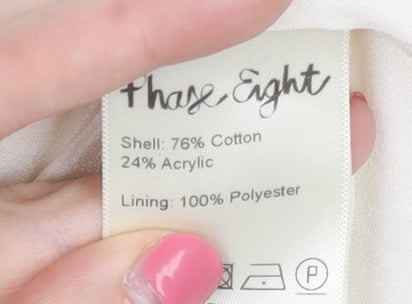 Phase Eight
Shell: 76% Cotton
24% Acrylic
Lining: 100% Polyester
P